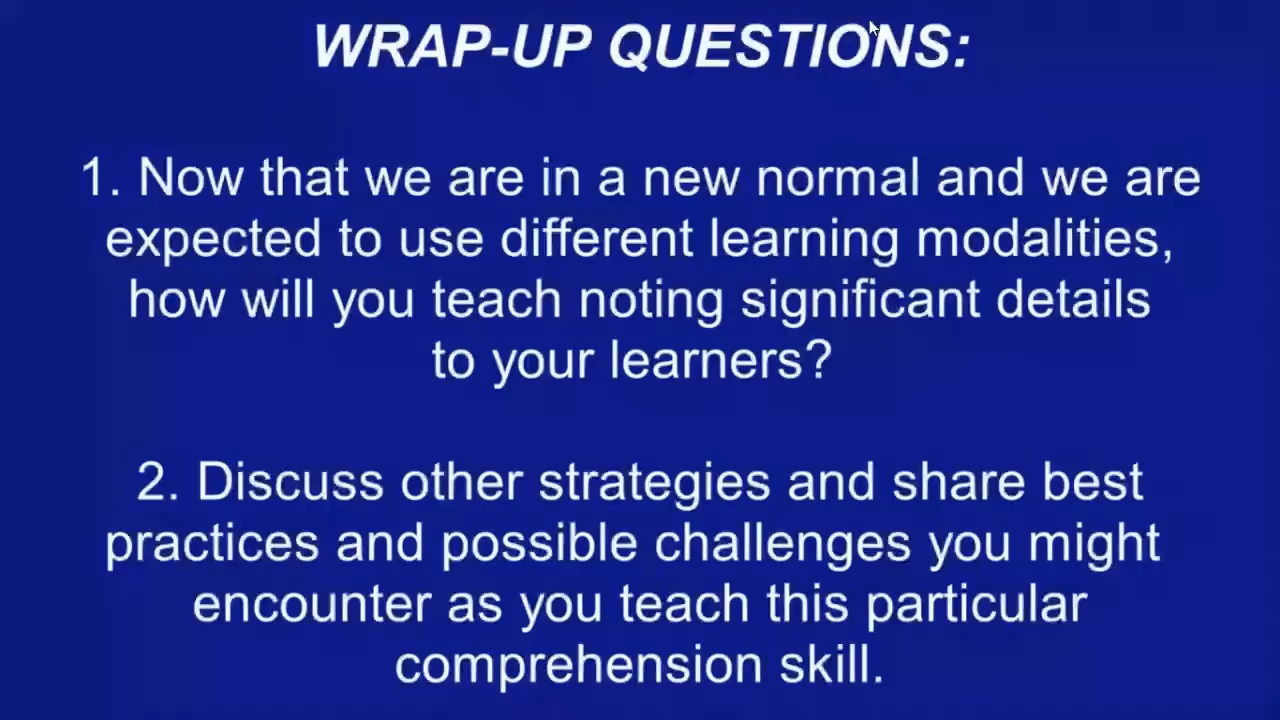 WRAP-UP QUESTIONS:
1. Now that we are in a new normal and we are
expected to use different learning modalities,
how will you teach noting significant details
to your learners?
2. Discuss other strategies and share best
practices and possible challenges you might
encounter as you teach this particular
comprehension skill.